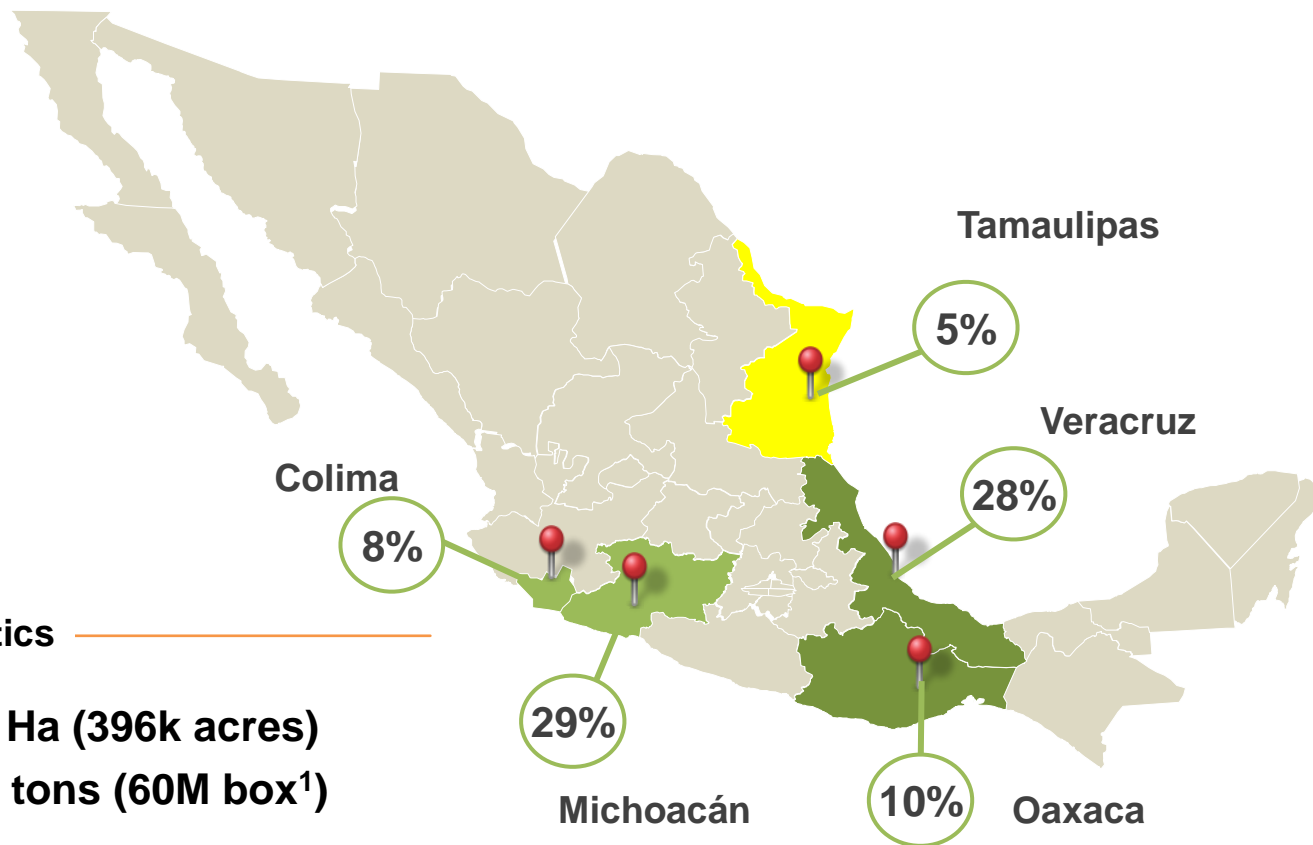 Tamaulipas
5%
Veracruz
28%
Colima
8%
tics
Ha (396k acres)
tons (60M box¹)
29%
Michoacán
10%
Oaxaca